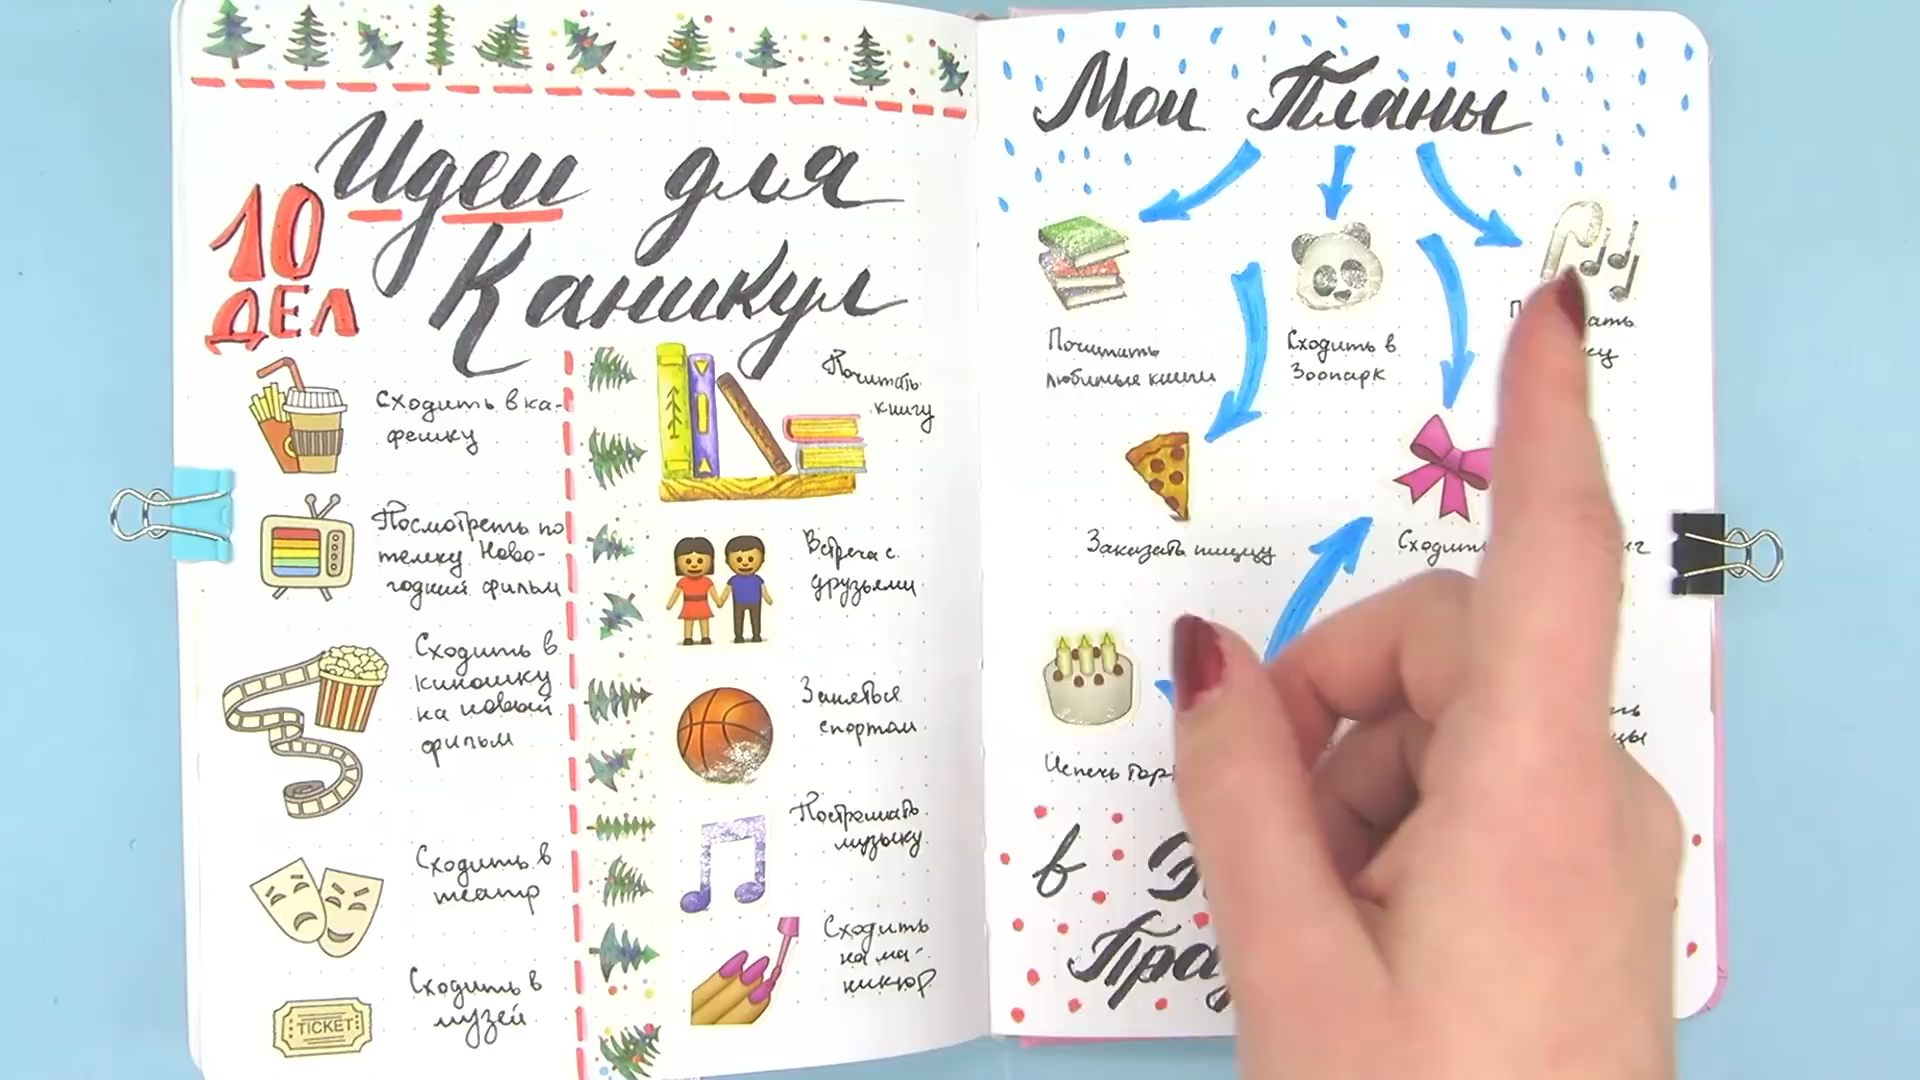 Идеи для
Каникул
10
ДЕЛ
Сходить в ка-
фешку
Посмотреть по
телику Ново-
годний фильм
Сходить в
киношку
на новый
фильм
Сходить в
театр
Сходить в
музей
TICKET
Почитать
книгу
Встреча с
друзьями
Заняться
спортом
Послушать
музыку
Сходить
на ма-
никюр
Мои Планы
Почитать
любимые книги
Сходить в
Зоопарк
Заказать пиццу
Сходить
Испечь торт
в